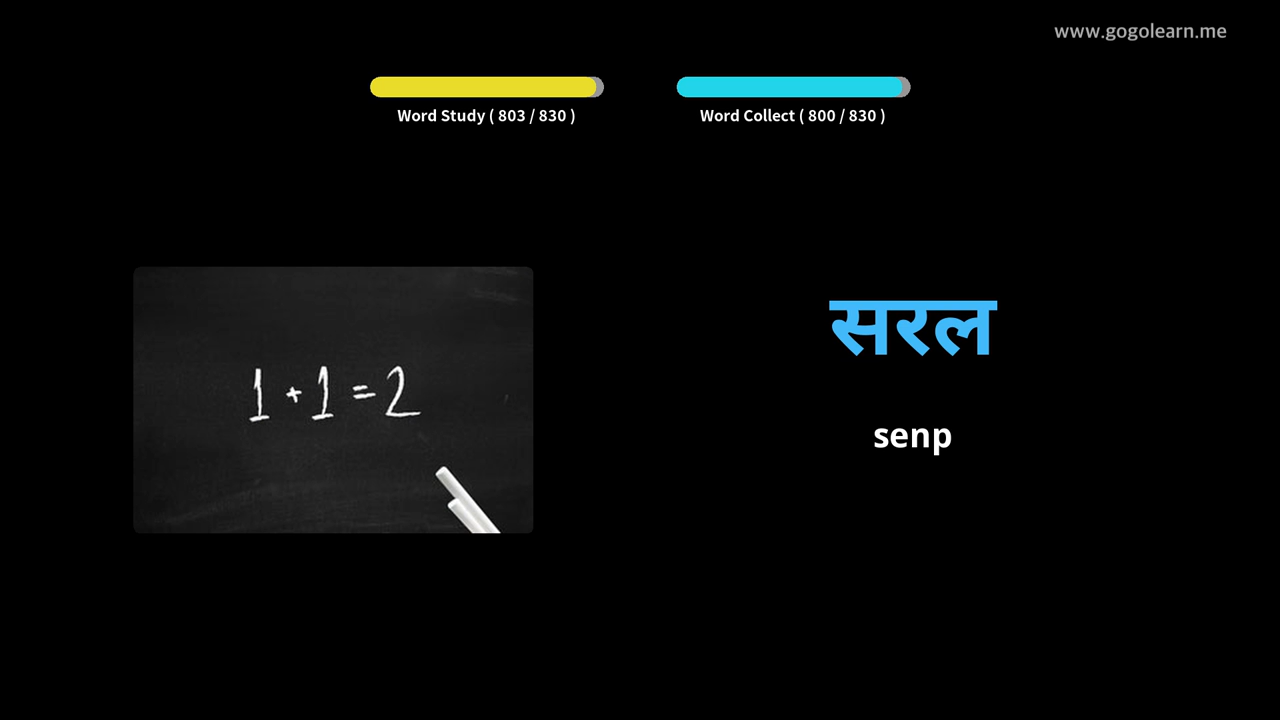 www.gogolearn.me
Word Study ( 803 / 830 )
Word Collect ( 800 / 830 )
1 + 1 = 2
सरल
senp